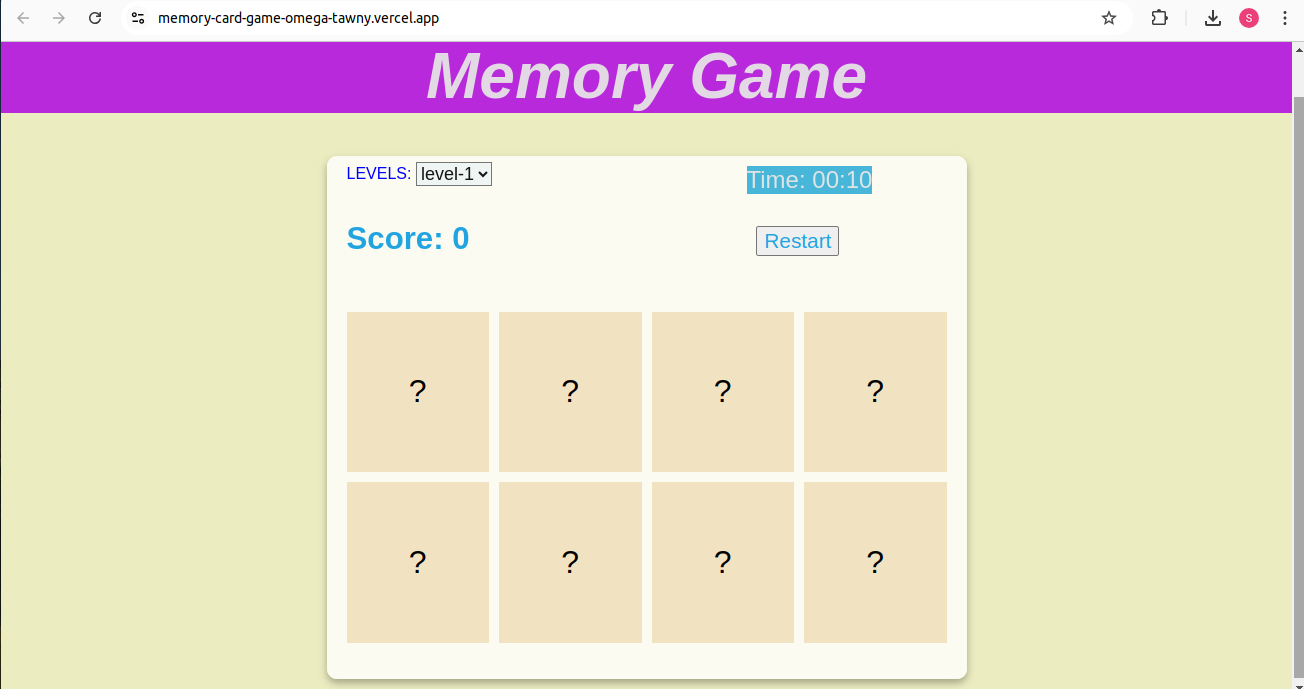 memory-card-game-omega-tawny.vercel.app
S
Memory Game
LEVELS: level-1
Time: 00:10
Score: 0
Restart
? ? ? ?
? ? ? ?